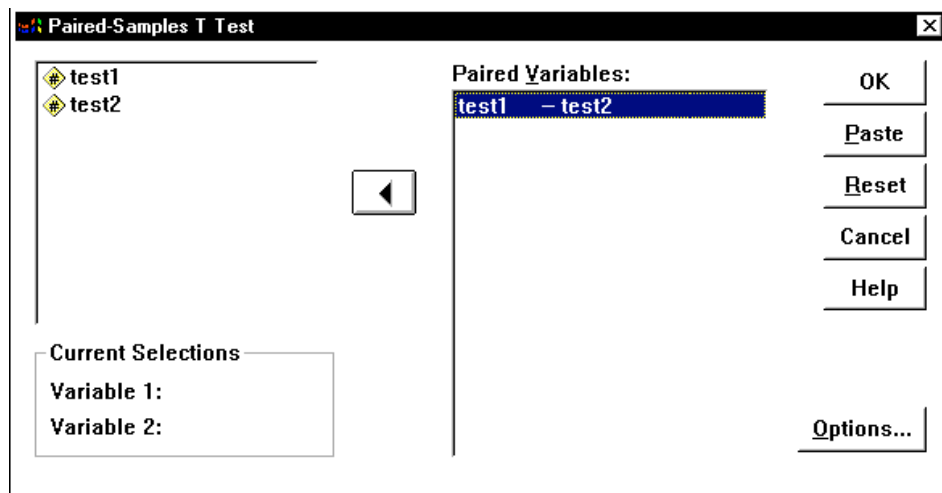 Paired-Samples T Test
test1
test2
Paired Variables:
test1 – test2
OK
Paste
Reset
Cancel
Help
Current Selections
Variable 1:
Variable 2:
Options...